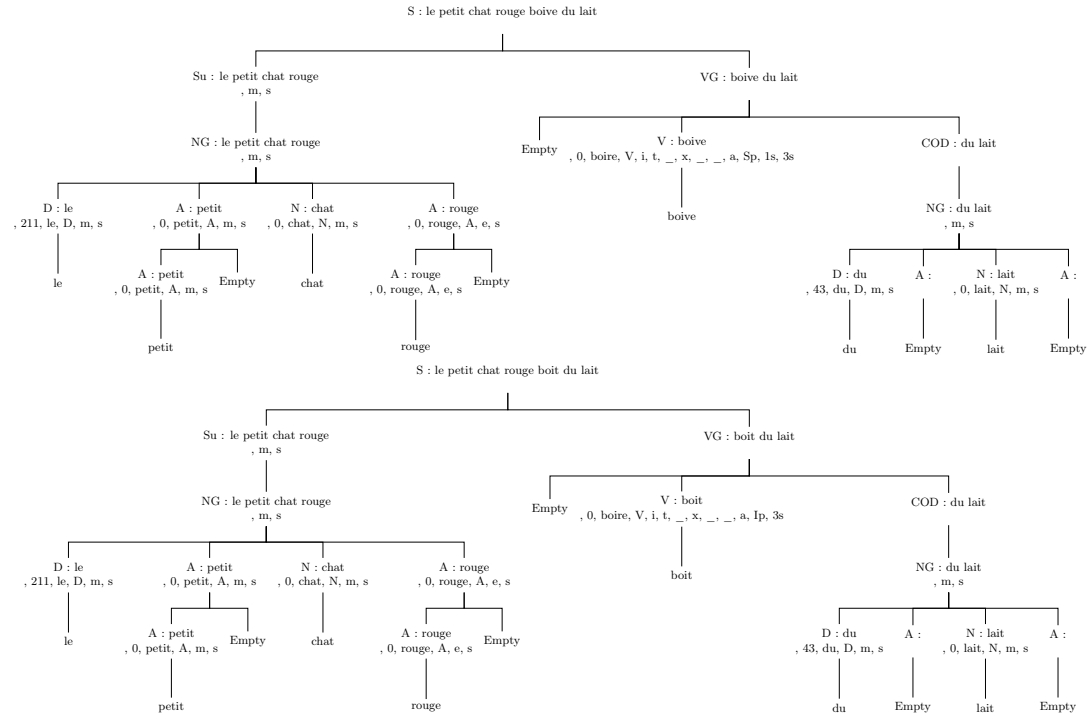 S : le petit chat rouge boive du lait
Su : le petit chat rouge
, m, s
VG : boive du lait
NG : le petit chat rouge
, m, s
Empty
V : boive
, 0, boire, V, i, t, _, x, _, _, a, Sp, 1s, 3s
COD : du lait
D : le
, 211, le, D, m, s
A : petit
, 0, petit, A, m, s
N : chat
, 0, chat, N, m, s
A : rouge
, 0, rouge, A, e, s
boive
NG : du lait
, m, s
le
A : petit
, 0, petit, A, m, s
Empty
chat
A : rouge
, 0, rouge, A, e, s
Empty
D : du
, 43, du, D, m, s
A :
N : lait
, 0, lait, N, m, s
A :
petit
rouge
du
Empty
lait
Empty
S : le petit chat rouge boit du lait
Su : le petit chat rouge
, m, s
VG : boit du lait
NG : le petit chat rouge
, m, s
Empty
V : boit
, 0, boire, V, i, t, _, x, _, _, a, Ip, 3s
COD : du lait
D : le
, 211, le, D, m, s
A : petit
, 0, petit, A, m, s
N : chat
, 0, chat, N, m, s
A : rouge
, 0, rouge, A, e, s
boit
NG : du lait
, m, s
le
A : petit
, 0, petit, A, m, s
Empty
chat
A : rouge
, 0, rouge, A, e, s
Empty
D : du
, 43, du, D, m, s
A :
N : lait
, 0, lait, N, m, s
A :
petit
rouge
du
Empty
lait
Empty